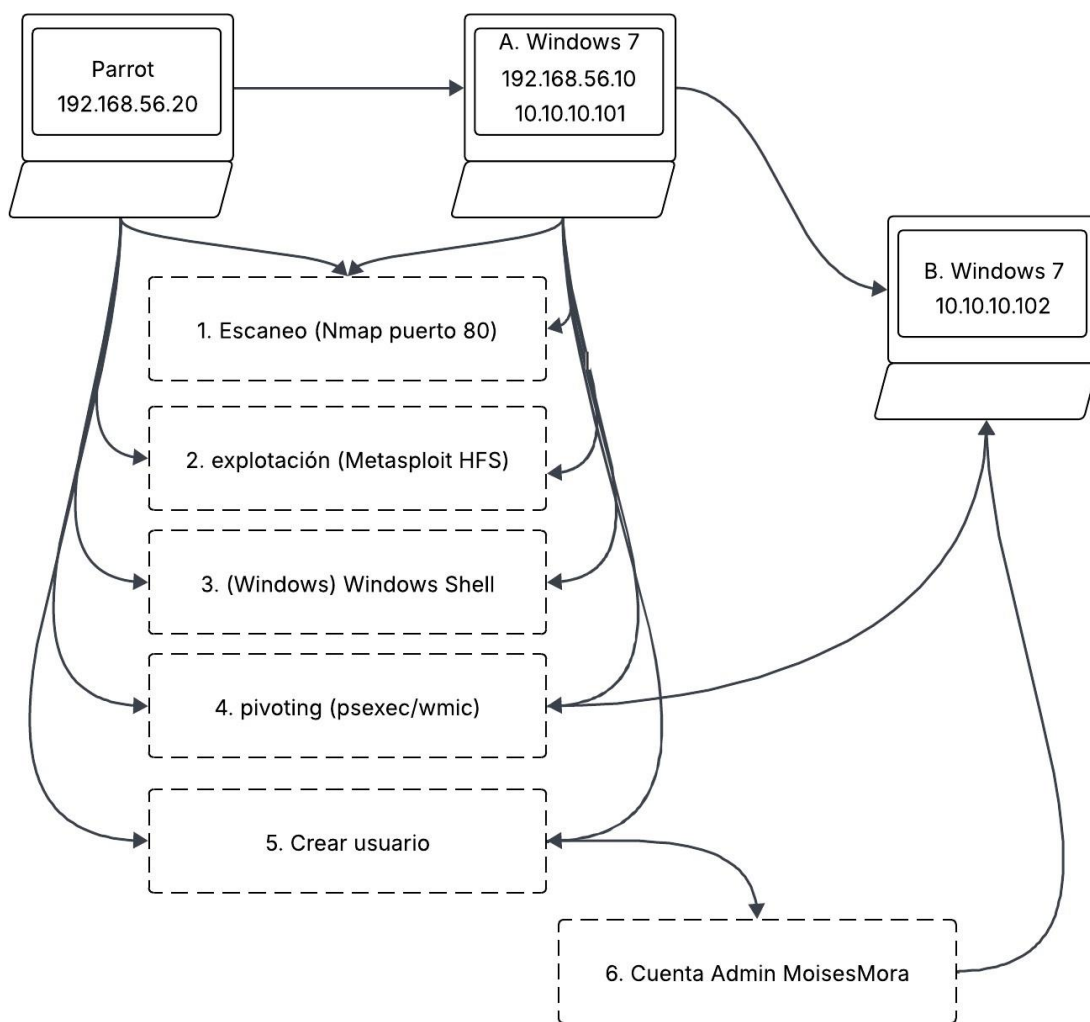 Parrot
192.168.56.20
A. Windows 7
192.168.56.10
10.10.10.101
B. Windows 7
10.10.10.102
1. Escaneo (Nmap puerto 80)
2. explotación (Metasploit HFS)
3. (Windows) Windows Shell
4. pivoting (psexec/wmic)
5. Crear usuario
6. Cuenta Admin MoisesMora